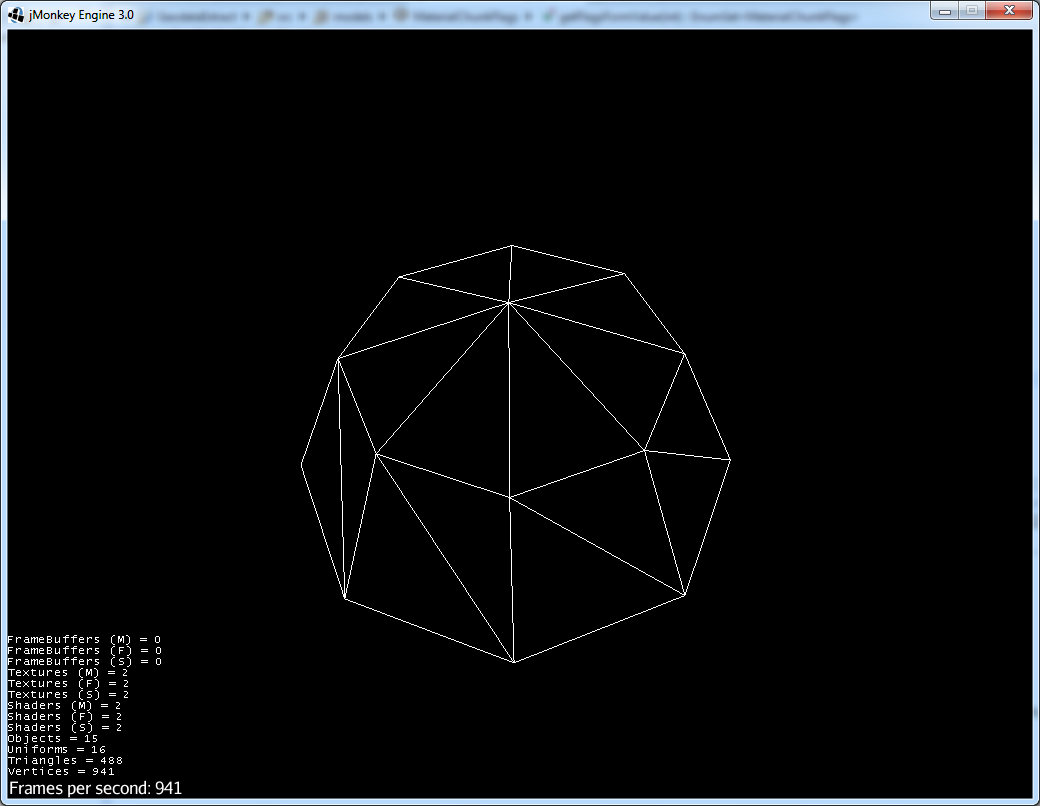 jMonkey Engine 3.0
FrameBuffers (M) = 0
FrameBuffers (F) = 0
FrameBuffers (S) = 0
Textures (M) = 2
Textures (F) = 2
Textures (S) = 2
Shaders (M) = 2
Shaders (F) = 2
Shaders (S) = 2
Objects = 15
Uniforms = 16
Triangles = 488
Vertices = 941
Frames per second: 941